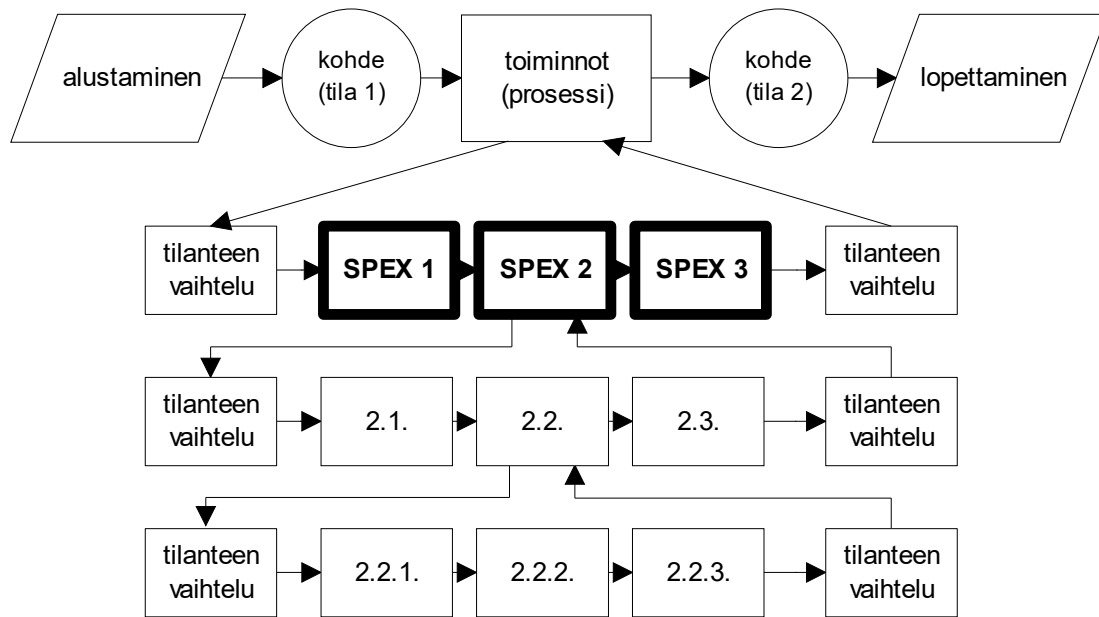 alustaminen
kohde
(tila 1)
toiminnot
(prosessi)
kohde
(tila 2)
lopettaminen
tilanteen
vaihtelu
SPEX 1
SPEX 2
SPEX 3
tilanteen
vaihtelu
tilanteen
vaihtelu
2.1.
2.2.
2.3.
tilanteen
vaihtelu
tilanteen
vaihtelu
2.2.1.
2.2.2.
2.2.3.
tilanteen
vaihtelu